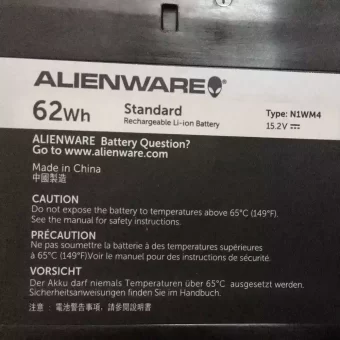 ALIENWARE
62Wh
Standard
Rechargeable Li-ion Battery
Type: N1WM4
15.2V
ALIENWARE Battery Question?
Go to www.alienware.com
Made in China
中國製造
CAUTION
Do not expose the battery to temperatures above 65°C (149°F).
See the manual for safety instructions.
PRÉCAUTION
Ne pas soumettre la batterie à des temperatures supérieures
à 65°C (149°F).Voir le manuel pour des instructions de sécurité.
VORSICHT
Der Akku darf niemals Temperaturen über 65°C ausgesetzt werden.
Sicherheitsanweisungen finden Sie im Handbuch.
注意：電池警告事項，請參閱說明書